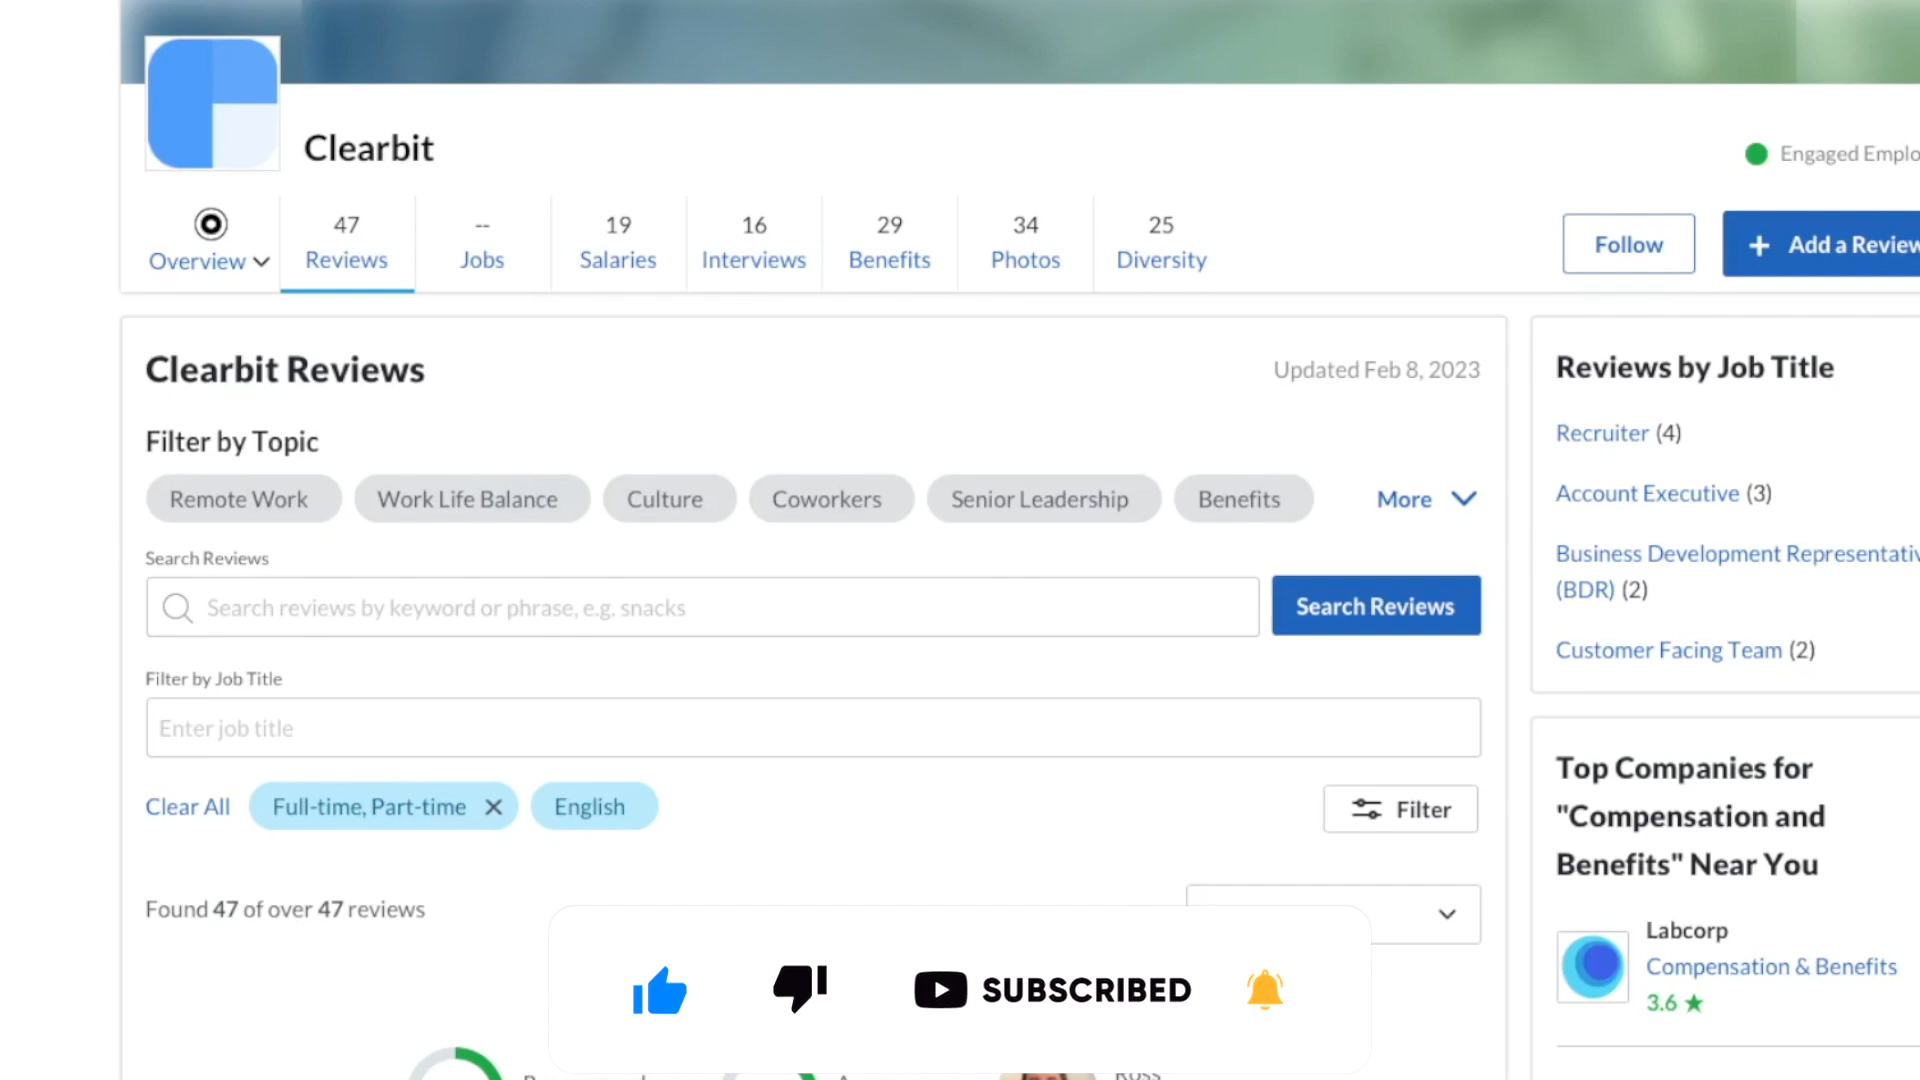 Clearbit
Engaged Emplo
Overview
47
Reviews
--
Jobs
19
Salaries
16
Interviews
29
Benefits
34
Photos
25
Diversity
Follow
+ Add a Review
Clearbit Reviews
Updated Feb 8, 2023
Filter by Topic
Remote Work
Work Life Balance
Culture
Coworkers
Senior Leadership
Benefits
More
Search Reviews
Search reviews by keyword or phrase, e.g. snacks
Search Reviews
Filter by Job Title
Enter job title
Clear All
Full-time, Part-time
English
Filter
Found 47 of over 47 reviews
Reviews by Job Title
Recruiter (4)
Account Executive (3)
Business Development Representativ
(BDR) (2)
Customer Facing Team (2)
Top Companies for
"Compensation and
Benefits" Near You
Labcorp
Compensation & Benefits
3.6 ★
SUBSCRIBED